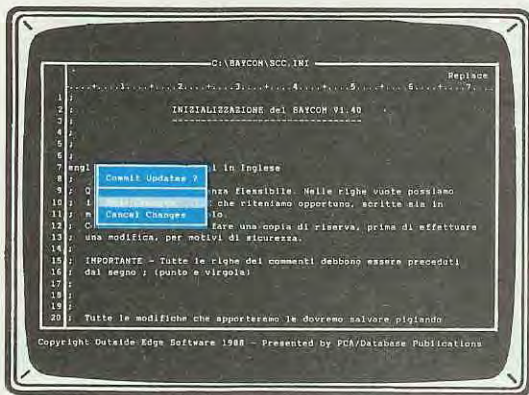 C:\BAYCOM\SCC.INI
Replace
....+....1....+....2....+....3....+....4....+....5....+....6....+....7...
1 ;
2 ; INIZIALIZZAZIONE del BAYCOM V1.40
3 ; ----------------------------------
4 ;
5 ;
6 ;
7 engl i in Inglese
8 ; Commit Updates ?
9 ; Q nza flessibile. Nelle righe vuote possiamo
10 ; i che riteniamo opportuno, scritte sia in
11 ; m Cancel Changes lo.
12 ; C fare una copia di riserva, prima di effettuare
13 ; una modifica, per motivi di sicurezza.
14 ;
15 ; IMPORTANTE - Tutte le righe dei commenti debbono essere preceduti
16 ; dal segno ; (punto e virgola)
17 ;
18 ;
19 ;
20 ; Tutte le modifiche che apporteremo le dovremo salvare pigiando
Copyright Outside Edge Software 1988 - Presented by PCA/Database Publications